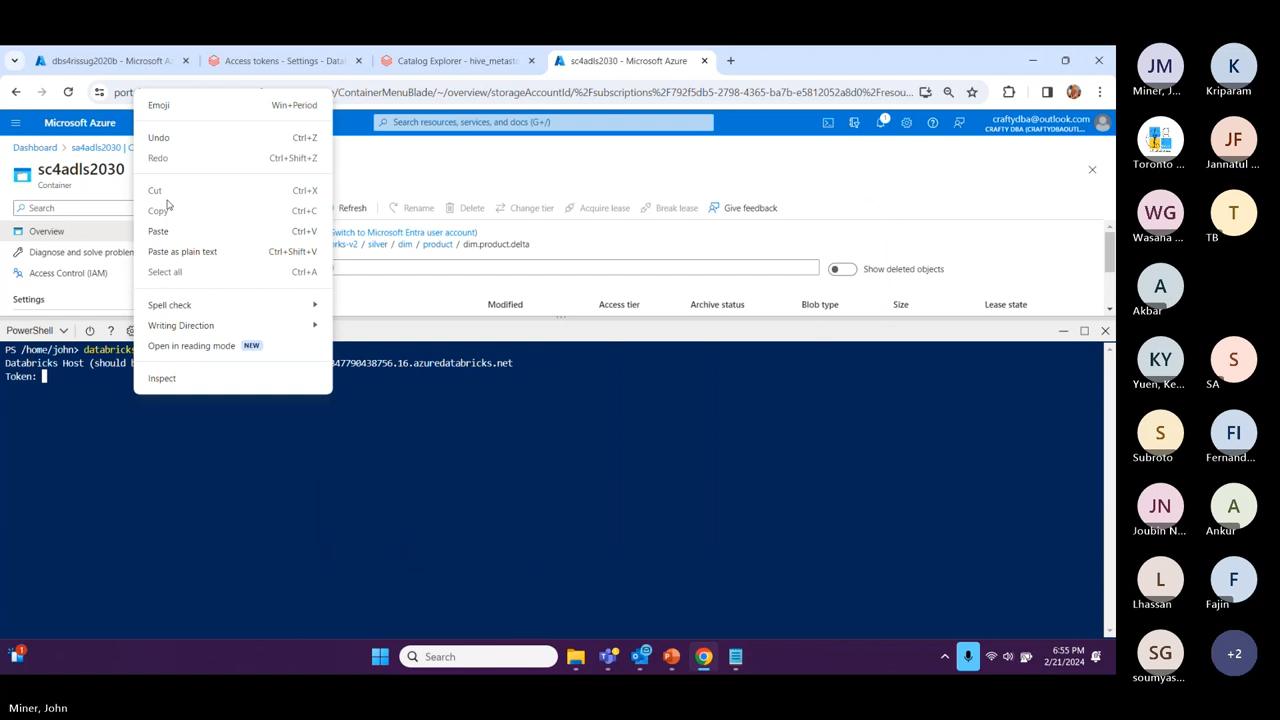 dbs4rissug2020b - Microsoft Az
Access tokens - Settings - Data
Catalog Explorer - hive_metasto
sc4adls2030 - Microsoft Azure
port
/ContainerMenuBlade/~/overview/storageAccountId/%2Fsubscriptions%2F792f5db5-2798-4365-ba7b-e5812052a8d0%2Fresou...
Microsoft Azure
Search resources, services, and docs (G+/)
1
craftydba@outlook.com
CRAFTY DBA (CRAFTYDBAOUTL...
Dashboard > sa4adls2030 | C
sc4adls2030
Container
Search
Refresh
Rename
Delete
Change tier
Acquire lease
Break lease
Give feedback
Overview
Diagnose and solve problem
Access Control (IAM)
Settings
Switch to Microsoft Entra user account)
rks-v2 / silver / dim / product / dim.product.delta
Show deleted objects
Modified
Access tier
Archive status
Blob type
Size
Lease state
Emoji Win+Period
Undo Ctrl+Z
Redo Ctrl+Shift+Z
Cut Ctrl+X
Copy Ctrl+C
Paste Ctrl+V
Paste as plain text Ctrl+Shift+V
Select all Ctrl+A
Spell check
Writing Direction
Open in reading mode NEW
Inspect
PowerShell
PS /home/john> databricks
Databricks Host (should b
47790438756.16.azuredatabricks.net
Token:
1
Search
6:55 PM
2/21/2024
JM
Miner, J...
K
Kriparam
Toronto ...
JF
Jannatul ...
WG
Wasana ...
T
TB
A
Akbar
KY
Yuen, Ke...
S
SA
S
Subroto
FI
Fernand...
JN
Joubin N...
A
Ankur
L
Lhassan
F
Fajin
SG
soumyas...
+2
Miner, John